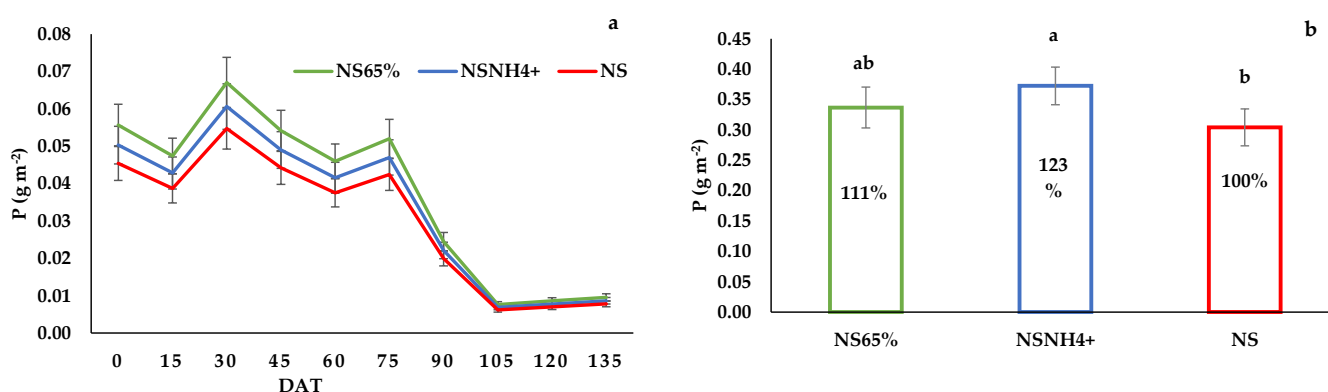 a
0.08
0.07
0.06
0.05
0.04
0.03
0.02
0.01
0.00
P (g m-2)
NS65% NSNH4+ NS
0 15 30 45 60 75 90 105 120 135
DAT
b
0.45
0.40
0.35
0.30
0.25
0.20
0.15
0.10
0.05
0.00
P (g m-2)
ab a b
111% 123 % 100%
NS65% NSNH4+ NS